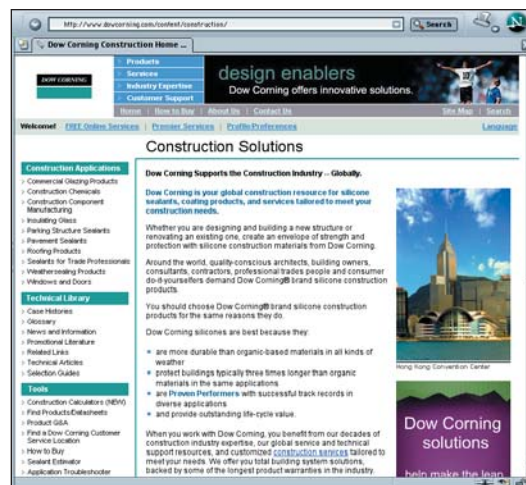 http://www.dowcorning.com/content/construction/
Search
Dow Corning Construction Home ...
DOW CORNING
Products
Services
Industry Expertise
Customer Support
design enablers
Dow Corning offers innovative solutions.
Home | How to Buy | About Us | Contact Us
Site Map | Search
Welcome! FREE Online Services | Premier Services | Profile/Preferences
Language
Construction Solutions
Construction Applications
Commercial Glazing Products
Construction Chemicals
Construction Component
Manufacturing
Insulating Glass
Parking Structure Sealants
Pavement Sealants
Roofing Products
Sealants for Trade Professionals
Weathersealing Products
Windows and Doors
Technical Library
Case Histories
Glossary
News and Information
Promotional Literature
Related Links
Technical Articles
Selection Guides
Tools
Construction Calculators (NEW)
Find Products/Datasheets
Product Q&A
Find a Dow Corning Customer
Service Location
How to Buy
Sealant Estimator
Application Troubleshooter
Dow Corning Supports the Construction Industry -- Globally.
Dow Corning is your global construction resource for silicone
sealants, coating products, and services tailored to meet your
construction needs.
Whether you are designing and building a new structure or
renovating an existing one, create an envelope of strength and
protection with silicone construction materials from Dow Corning.
Around the world, quality-conscious architects, building owners,
consultants, contractors, professional trades people and consumer
do-it-yourselfers demand Dow Corning® brand silicone construction
products.
You should choose Dow Corning® brand silicone construction
products for the same reasons they do.
Dow Corning silicones are best because they:
are more durable than organic-based materials in all kinds of
weather
protect buildings typically three times longer than organic
materials in the same applications
are Proven Performers with successful track records in
diverse applications
and provide outstanding life-cycle value.
When you work with Dow Corning, you benefit from our decades of
construction industry expertise, our global service and technical
support resources, and customized construction services tailored to
meet your needs. We offer you total building system solutions,
backed by some of the longest product warranties in the industry.
Hong Kong Convention Center
Dow Corning
solutions
help make the leap